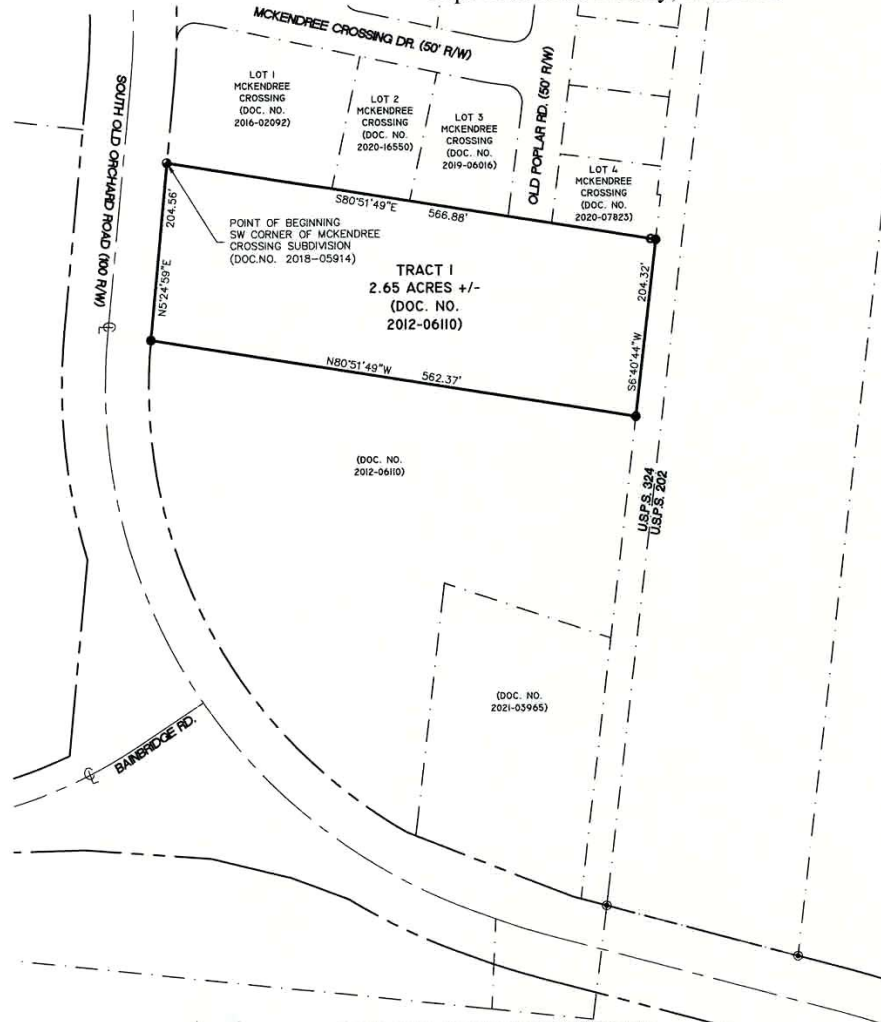 MCKENDREE CROSSING DR. (50' R/W)
SOUTH OLD ORCHARD ROAD (100 R/W)
LOT 1
MCKENDREE
CROSSING
(DOC. NO.
2016-02092)
LOT 2
MCKENDREE
CROSSING
(DOC. NO.
2020-16550)
LOT 3
MCKENDREE
CROSSING
(DOC. NO.
2019-06016)
OLD POPLAR RD. (50' R/W)
LOT 4
MCKENDREE
CROSSING
(DOC. NO.
2020-07823)
204.56'
N5°24'59"E
S80°51'49"E
566.88'
POINT OF BEGINNING
SW CORNER OF MCKENDREE
CROSSING SUBDIVISION
(DOC.NO. 2018-05914)
TRACT 1
2.65 ACRES +/-
(DOC. NO.
2012-06110)
204.32'
S6°40'44"W
N80°51'49"W
562.37'
(DOC. NO.
2012-06110)
U.S.P.S. 324
U.S.P.S. 202
(DOC. NO.
2021-03965)
BAINBRIDGE RD.